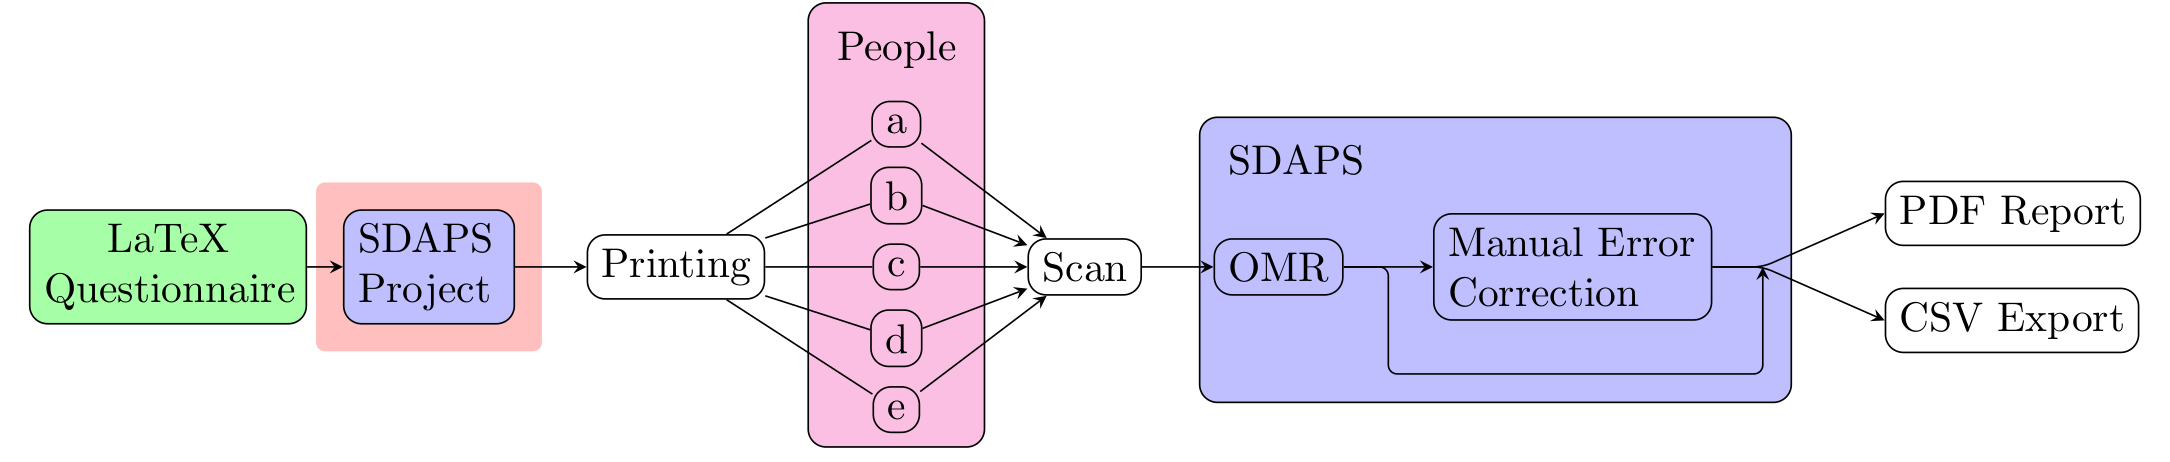 LaTeX
Questionnaire
SDAPS
Project
Printing
People
a
b
c
d
e
Scan
SDAPS
OMR
Manual Error
Correction
PDF Report
CSV Export